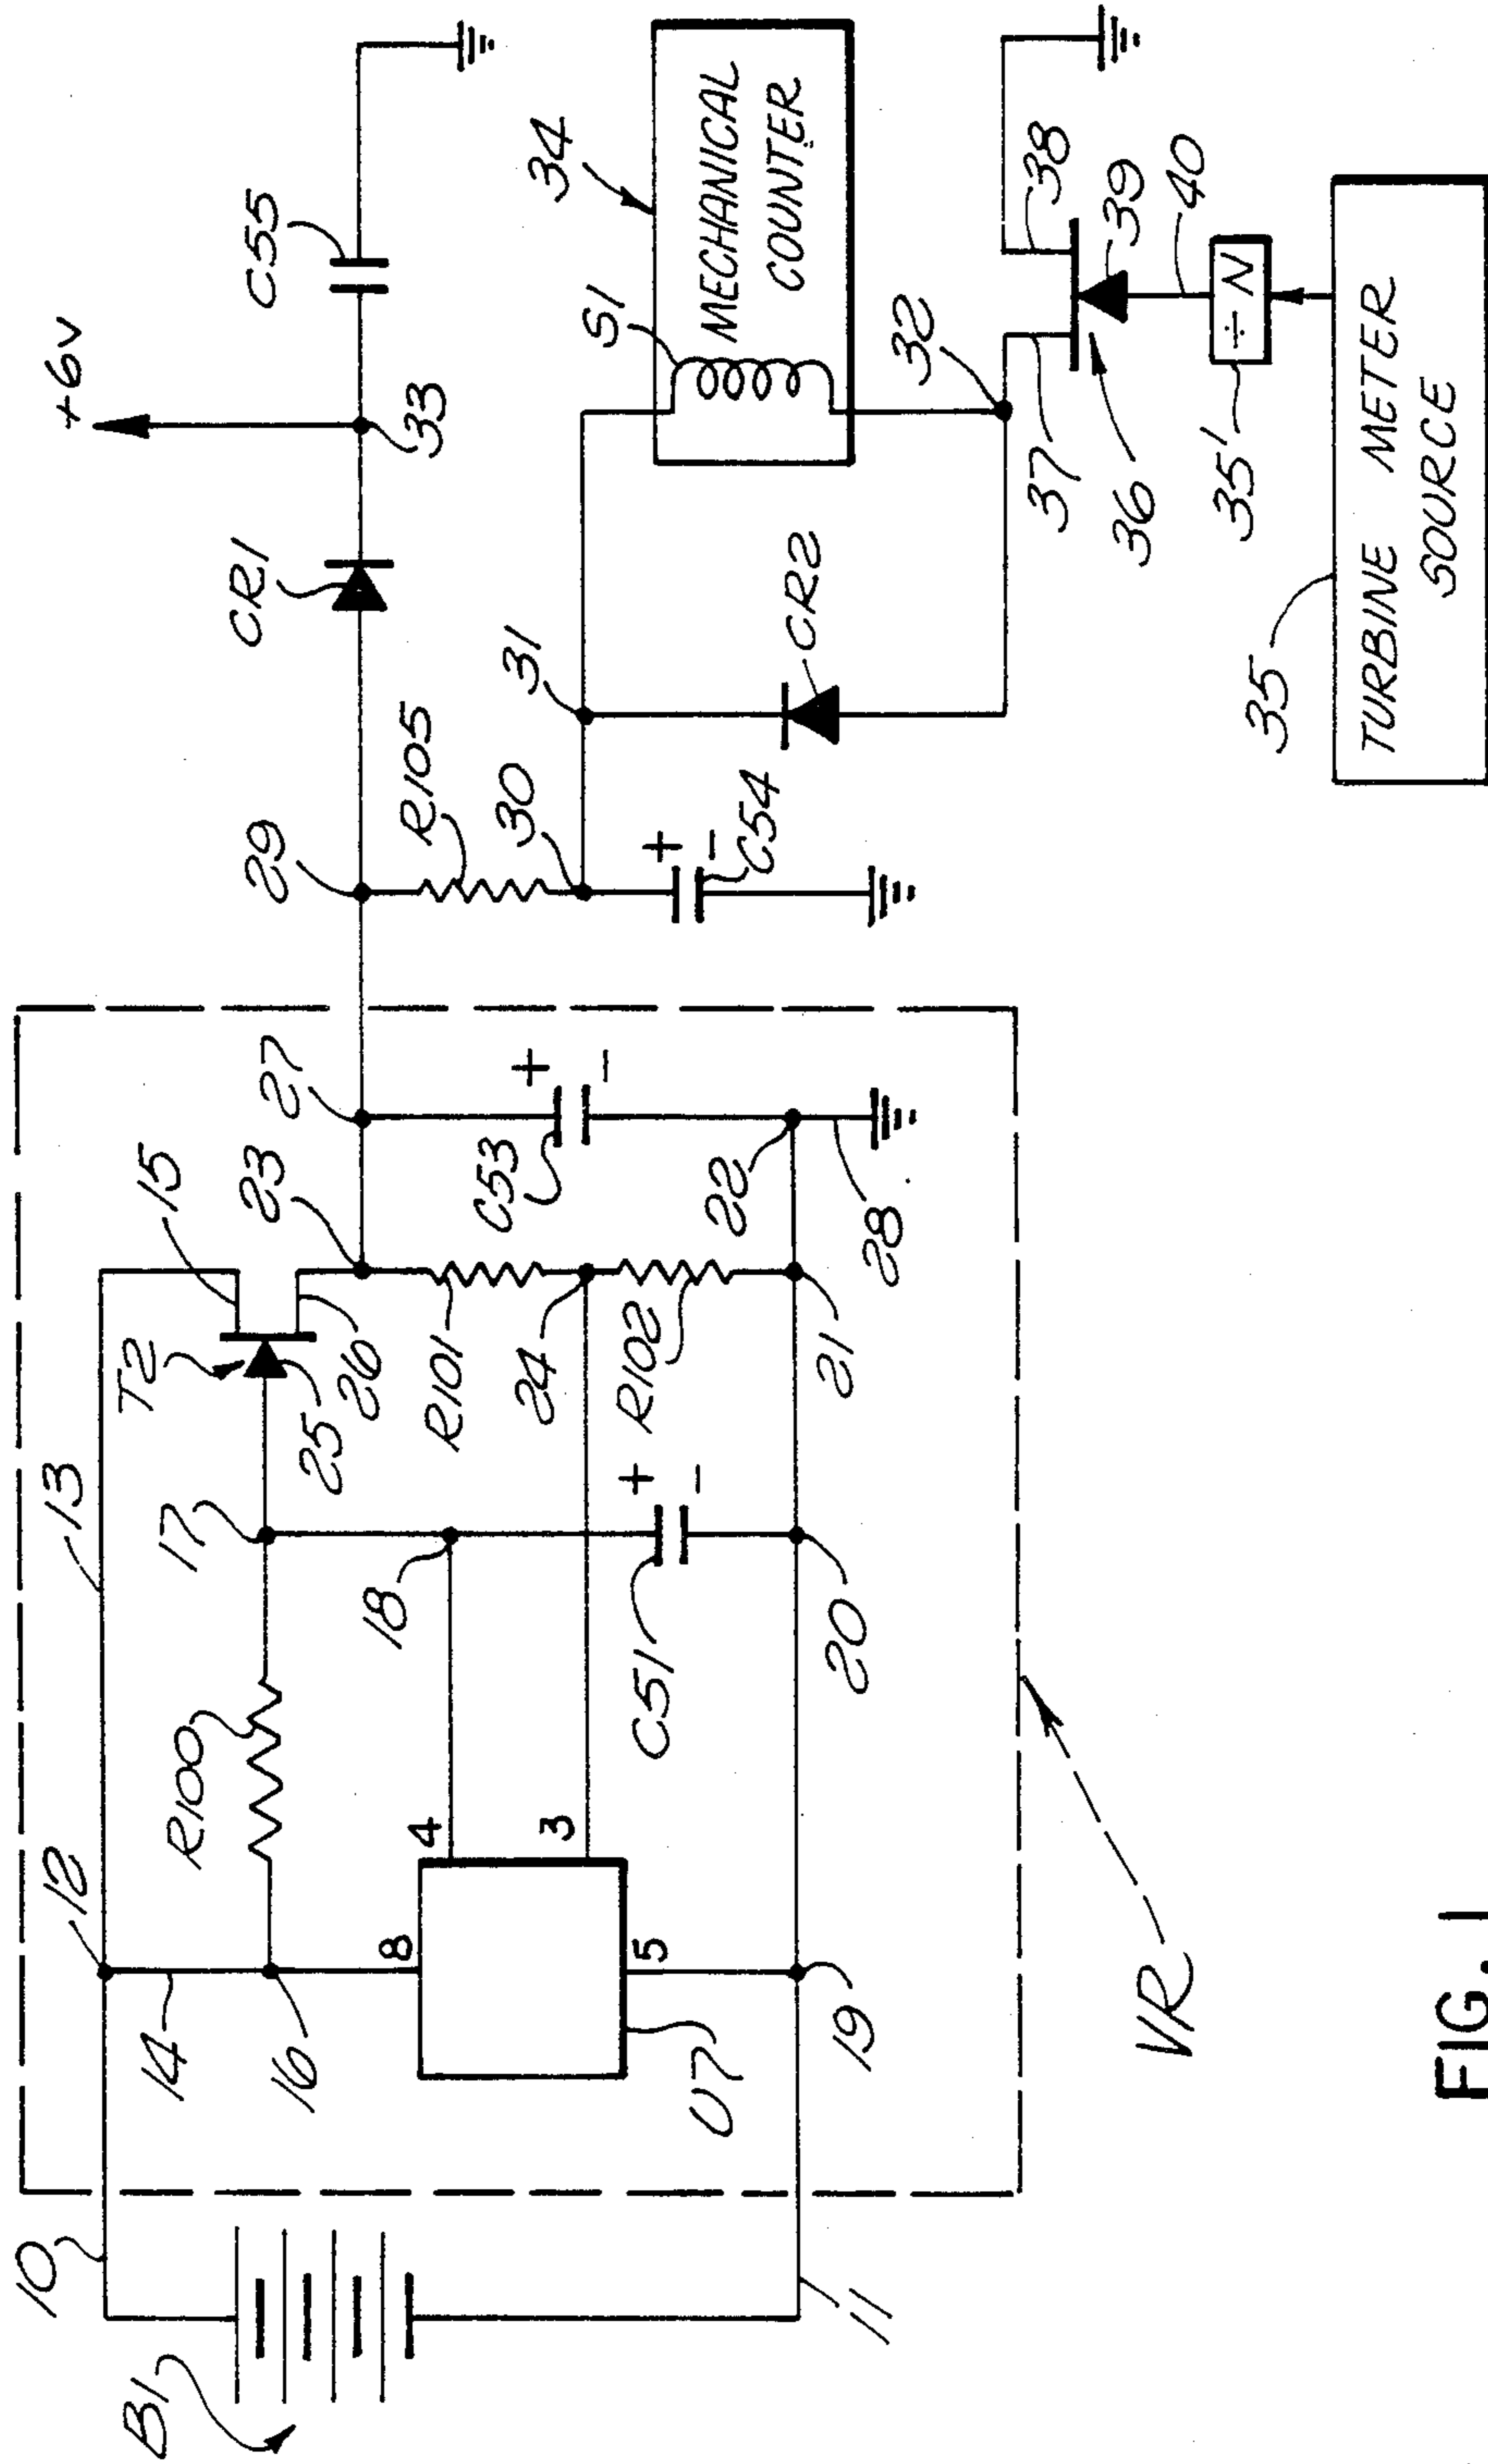 10
12
13
14
16
R100
17
T2
15
25
26
23
27
29
CR1
33
+6V
C55
B1
8
4
3
5
U7
18
C51
+
-
R101
24
R102
C53
+
-
22
28
21
20
19
11
VR
R105
30
31
C54
+
-
CR2
S1
34
MECHANICAL
COUNTER
32
37
38
36
39
40
35'
÷ N
35
TURBINE METER
SOURCE
FIG. 1